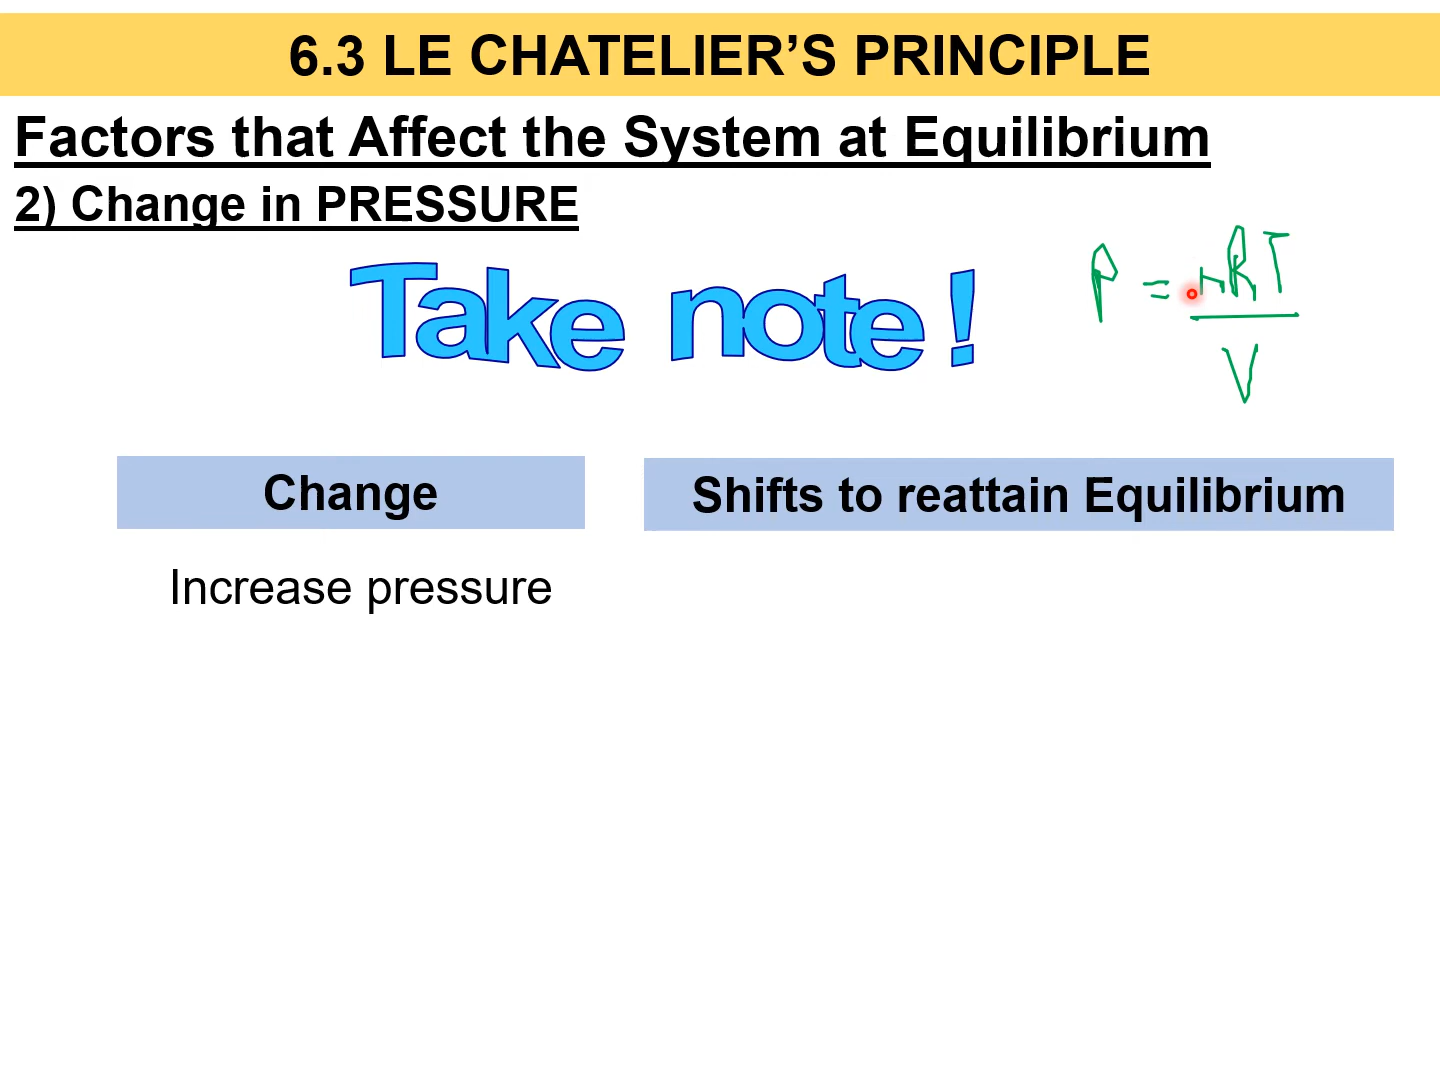 6.3 LE CHATELIER’S PRINCIPLE
Factors that Affect the System at Equilibrium
2) Change in PRESSURE
Take note!
P = nRT
V
Change
Shifts to reattain Equilibrium
Increase pressure